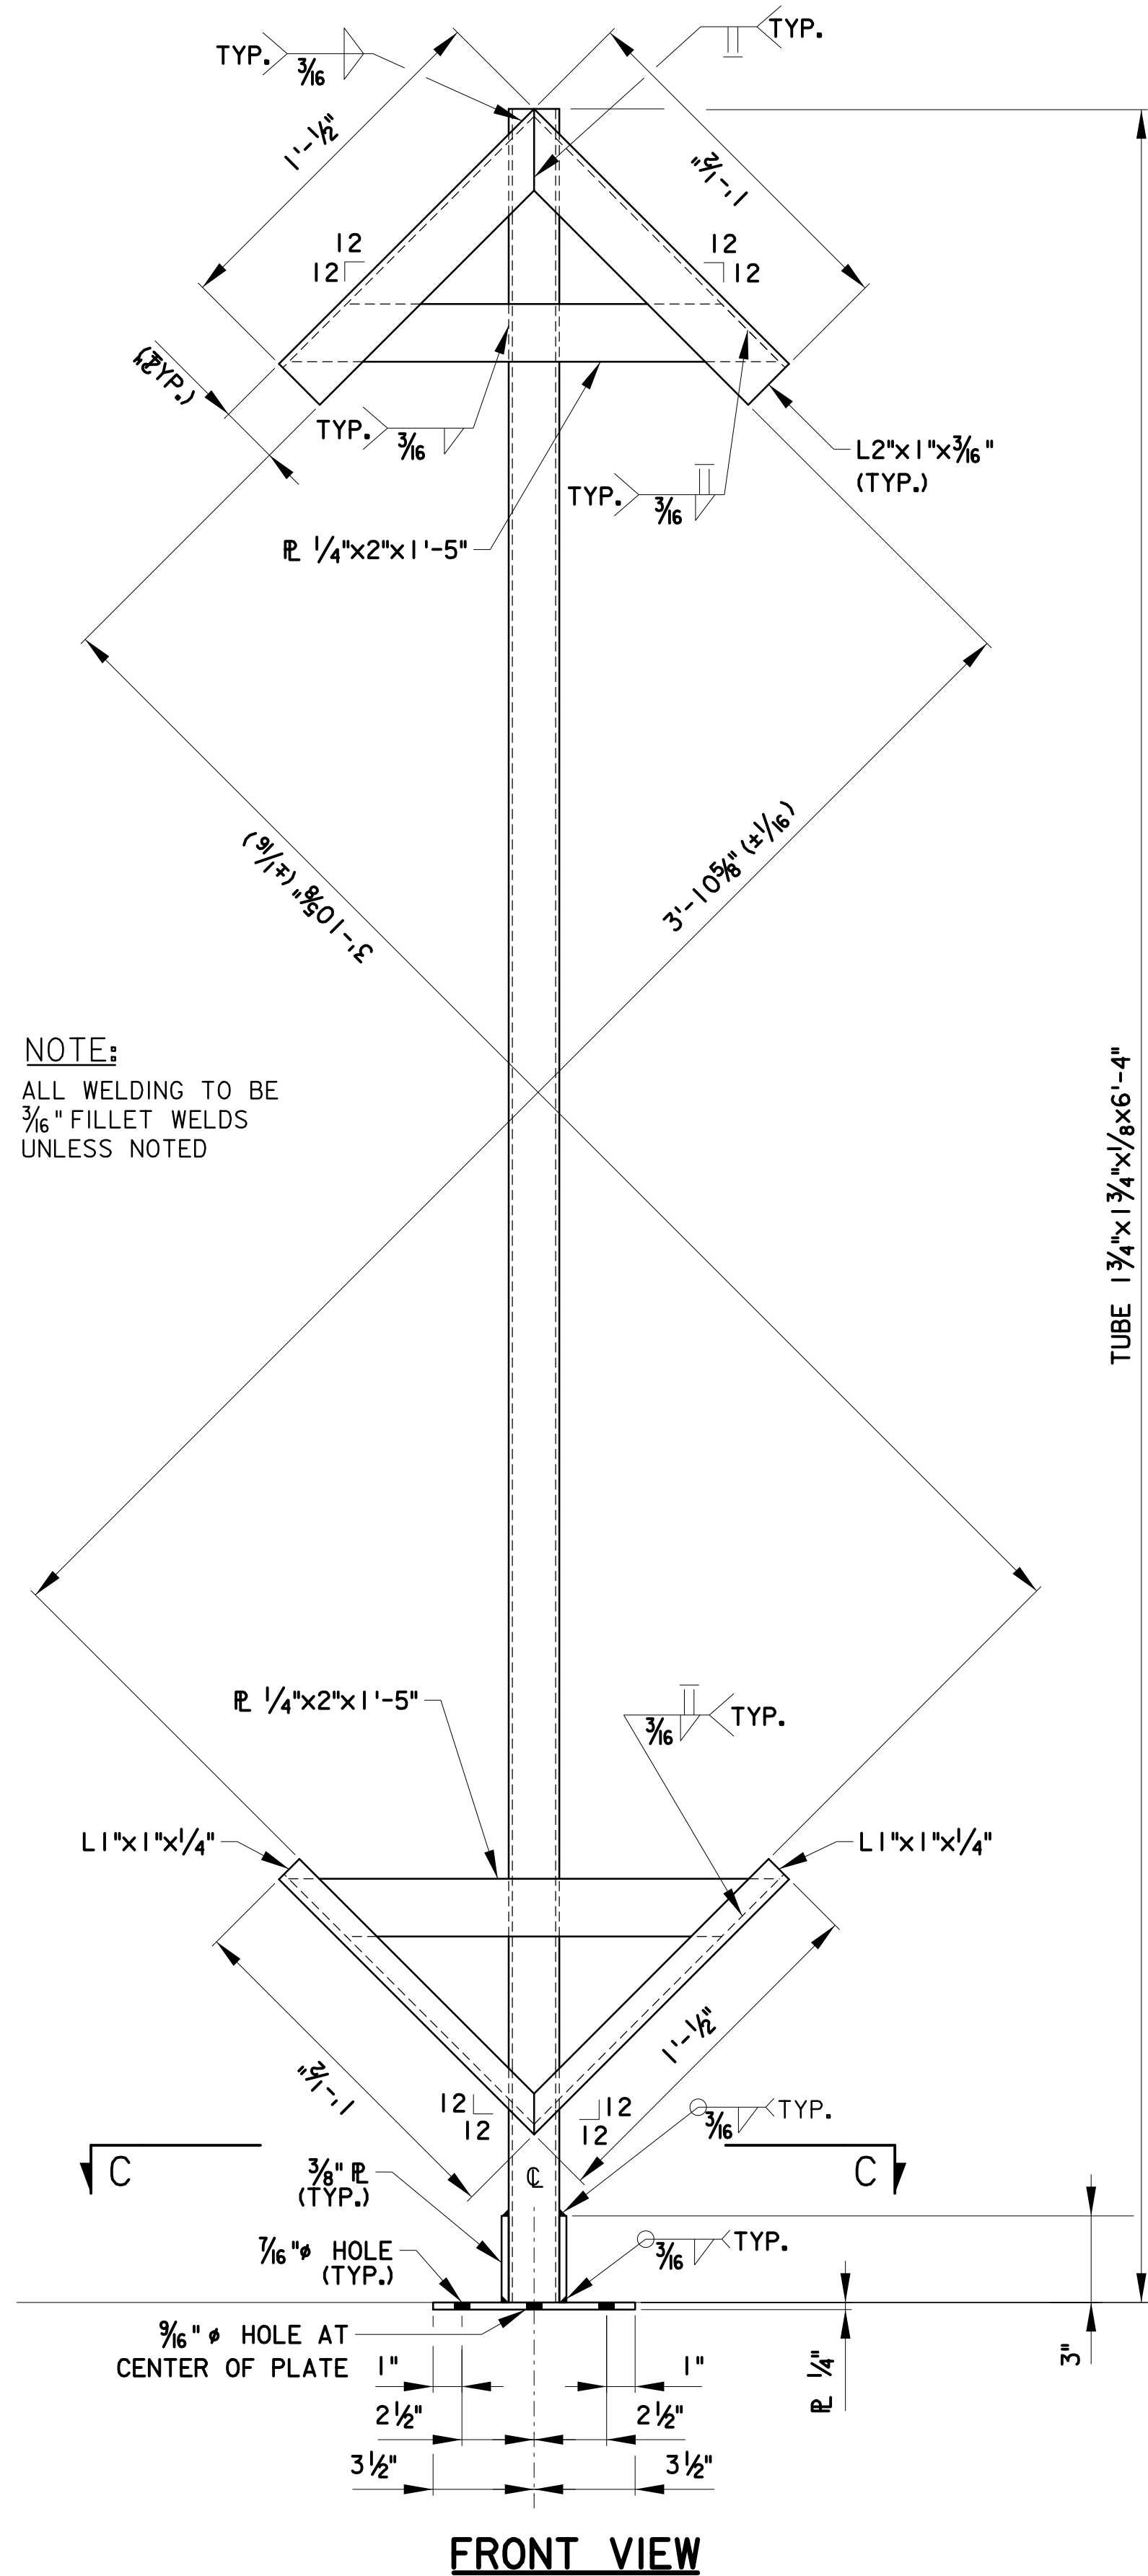 TYP.
3/16
TYP.
1'-1/2"
1'-1/2"
12
12
12
12
(TYP.)
TYP.
3/16
L2"x1"x3/16"
(TYP.)
TYP.
3/16
℄ 1/4"x2"x1'-5"
3'-10 5/8" (±1/16)
3'-10 5/8" (±1/16)
NOTE:
ALL WELDING TO BE
3/16" FILLET WELDS
UNLESS NOTED
TUBE 1 3/4"x1 3/4"x1/8x6'-4"
PL 1/4"x2"x1'-5"
3/16
TYP.
L1"x1"x1/4"
L1"x1"x1/4"
1'-1/2"
1'-1/2"
12
12
12
12
3/16
TYP.
C
C
3/8" PL
(TYP.)
℄
7/16"ø HOLE
(TYP.)
3/16
TYP.
9/16"ø HOLE AT
CENTER OF PLATE
1"
1"
PL 1/4"
3"
2 1/2"
2 1/2"
3 1/2"
3 1/2"
FRONT VIEW